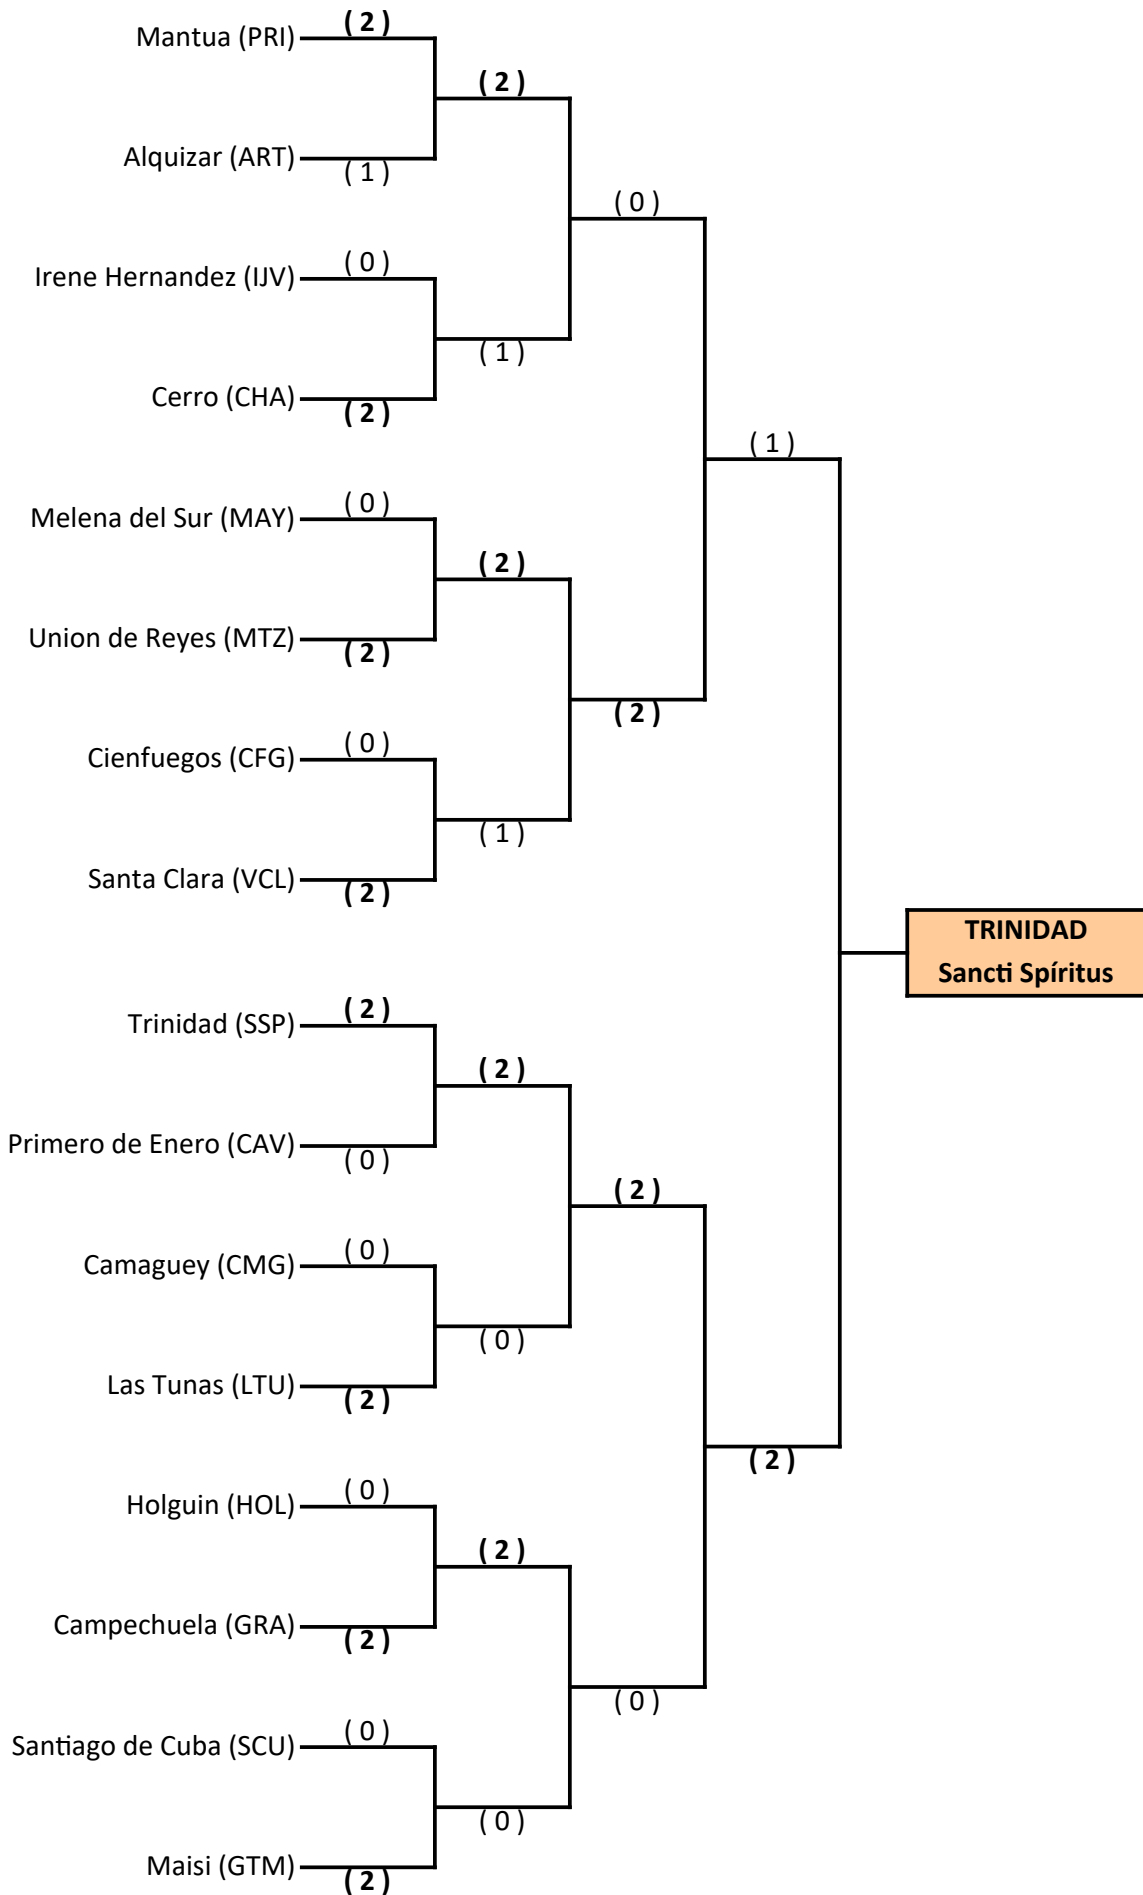 Mantua (PRI)
( 2 )
( 2 )
Alquizar (ART)
( 1 )
( 0 )
Irene Hernandez (IJV)
( 0 )
( 1 )
Cerro (CHA)
( 2 )
( 1 )
Melena del Sur (MAY)
( 0 )
( 2 )
Union de Reyes (MTZ)
( 2 )
( 2 )
Cienfuegos (CFG)
( 0 )
( 1 )
Santa Clara (VCL)
( 2 )
TRINIDAD
Sancti Spíritus
Trinidad (SSP)
( 2 )
( 2 )
Primero de Enero (CAV)
( 0 )
( 2 )
Camaguey (CMG)
( 0 )
( 0 )
Las Tunas (LTU)
( 2 )
( 2 )
Holguin (HOL)
( 0 )
( 2 )
Campechuela (GRA)
( 2 )
( 0 )
Santiago de Cuba (SCU)
( 0 )
( 0 )
Maisi (GTM)
( 2 )